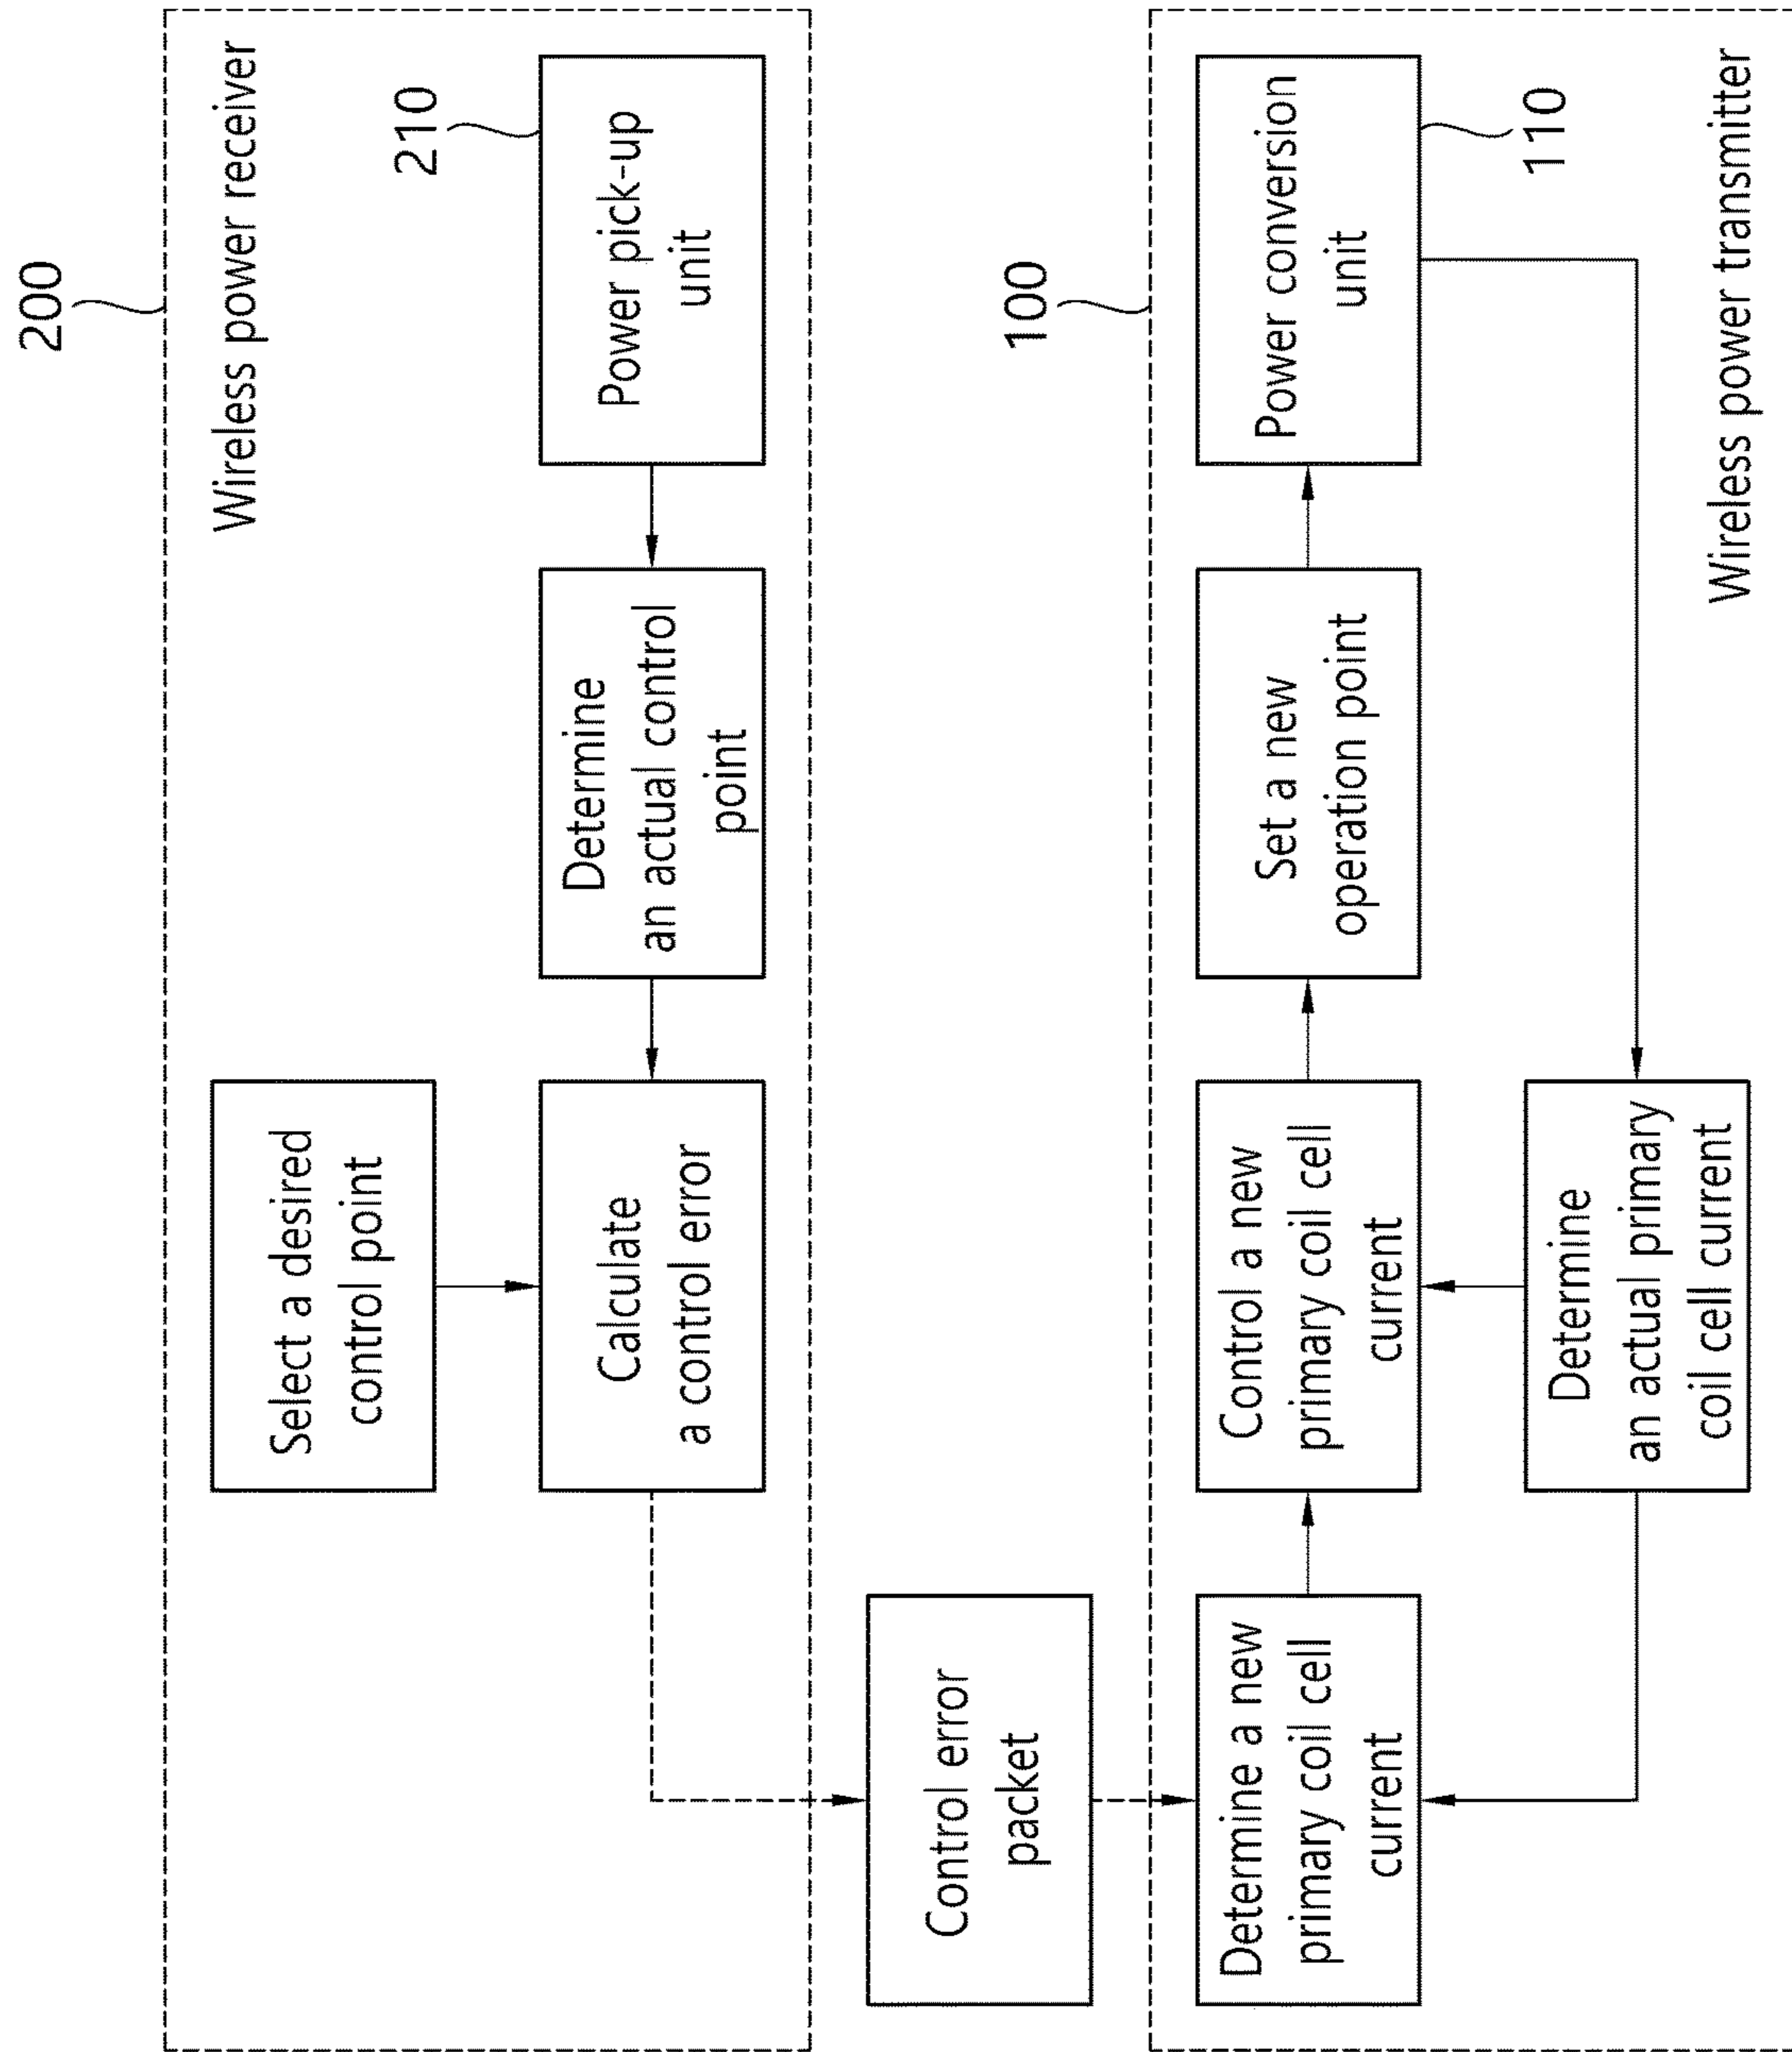 200
Wireless power receiver
210
Select a desired
control point
Calculate
a control error
Determine
an actual control
point
Power pick-up
unit
Control error
packet
100
Determine a new
primary coil cell
current
Control a new
primary coil cell
current
Set a new
operation point
Power conversion
unit
110
Determine
an actual primary
coil cell current
Wireless power transmitter